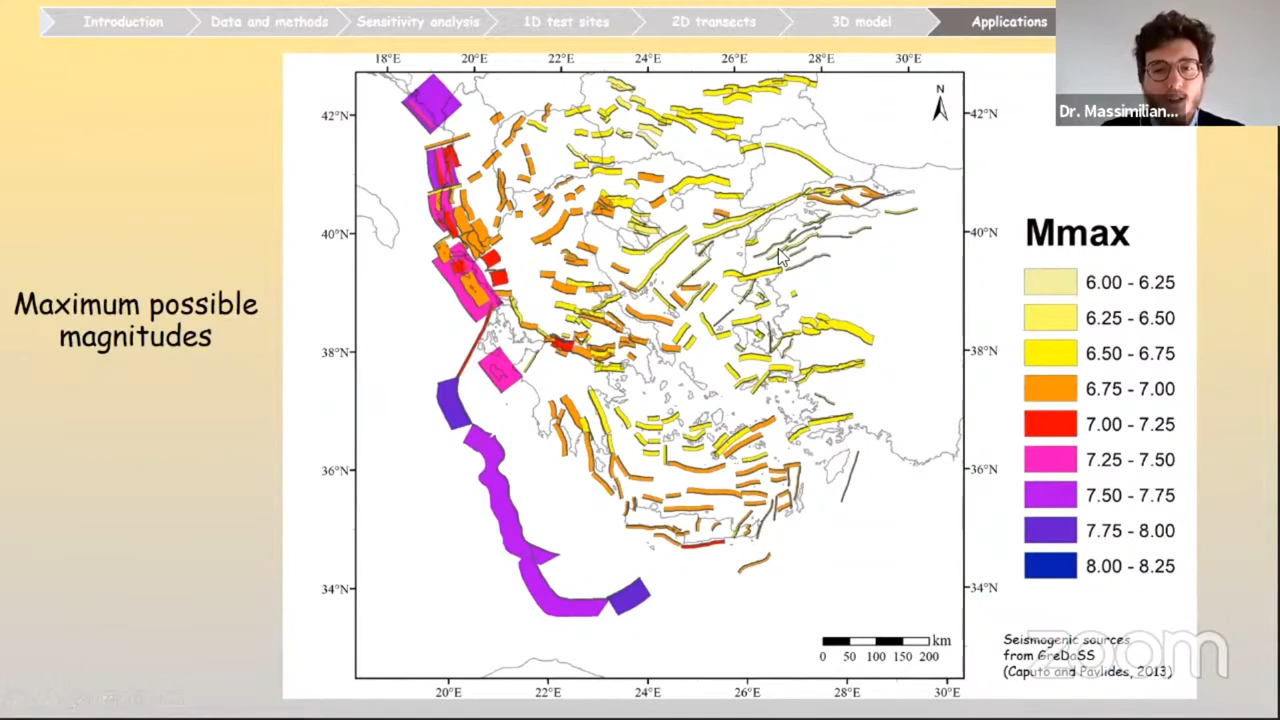 Introduction
Data and methods
Sensitivity analysis
1D test sites
2D transects
3D model
Applications
Dr. Massimilian...
18°E 20°E 22°E 24°E 26°E 28°E 30°E
N
42°N 42°N
40°N 40°N
38°N 38°N
36°N 36°N
34°N 34°N
20°E 22°E 24°E 26°E 28°E 30°E
Maximum possible
magnitudes
Mmax
6.00 - 6.25
6.25 - 6.50
6.50 - 6.75
6.75 - 7.00
7.00 - 7.25
7.25 - 7.50
7.50 - 7.75
7.75 - 8.00
8.00 - 8.25
km
0 50 100 150 200
Seismogenic sources
from GreDaSS
(Caputo and Pavlides, 2013)
zoom